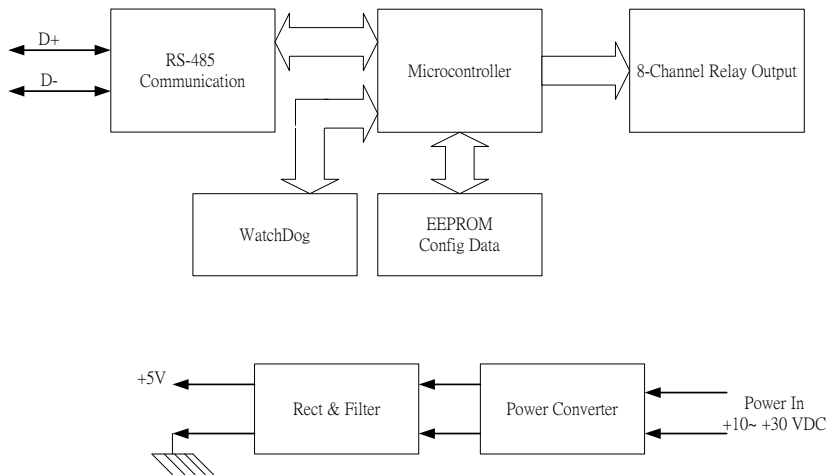 D+
D-
RS-485
Communication
Microcontroller
8-Channel Relay Output
WatchDog
EEPROM
Config Data
+5V
Rect & Filter
Power Converter
Power In
+10~ +30 VDC